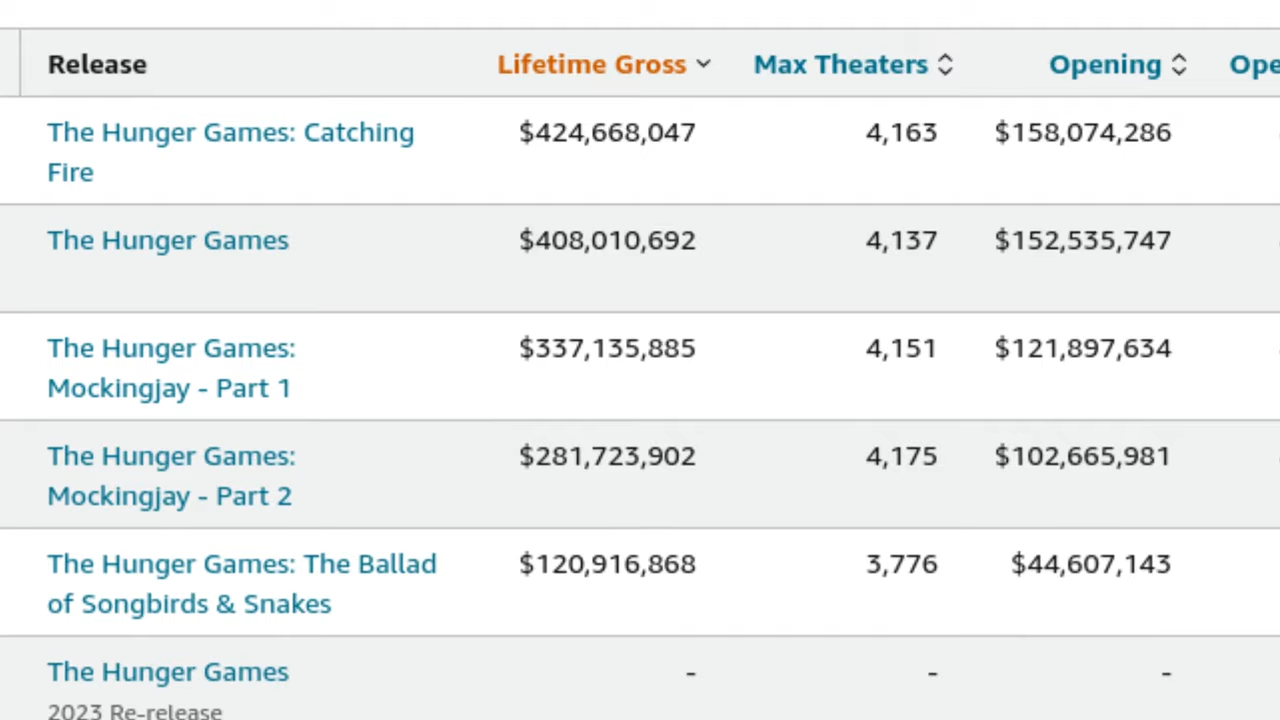 Release Lifetime Gross Max Theaters Opening Ope
The Hunger Games: Catching $424,668,047 4,163 $158,074,286
Fire
The Hunger Games $408,010,692 4,137 $152,535,747
The Hunger Games: $337,135,885 4,151 $121,897,634
Mockingjay - Part 1
The Hunger Games: $281,723,902 4,175 $102,665,981
Mockingjay - Part 2
The Hunger Games: The Ballad $120,916,868 3,776 $44,607,143
of Songbirds & Snakes
The Hunger Games - - -
2023 Re-release